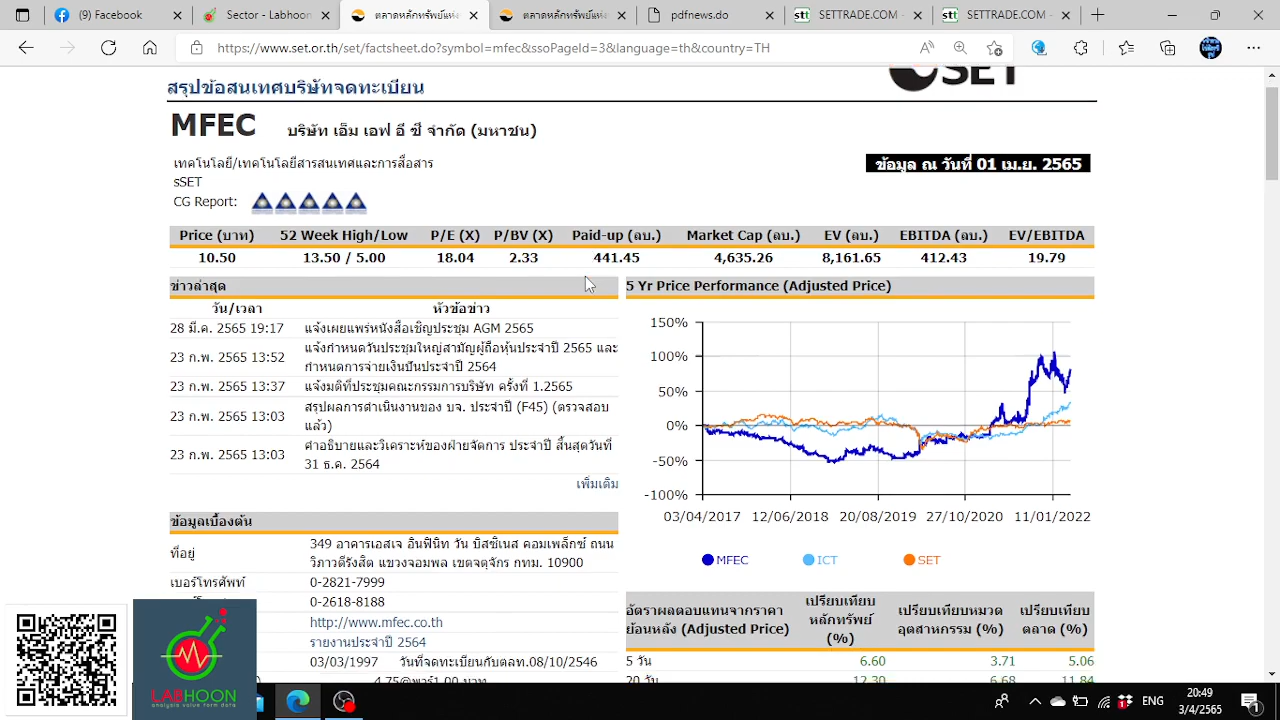 (9) Facebook
Science - LABHOON
ตลาดหลักทรัพย์แ
ตลาดหลักทรัพย์แ
pdfnews.do
SETTRADE.COM -
SETTRADE.COM -
https://www.set.or.th/set/factsheet.do?symbol=mfec&ssoPageId=3&language=th&country=TH
สรุปข้อสนเทศบริษัทจดทะเบียน
SET
MFEC บริษัท เอ็ม เอฟ อี ซี จำกัด (มหาชน)
เทคโนโลยี/เทคโนโลยีสารสนเทศและการสื่อสาร
ข้อมูล ณ วันที่ 01 เม.ย. 2565
sSET
CG Report:
Price (บาท) 52 Week High/Low P/E (X) P/BV (X) Paid-up (ลบ.) Market Cap (ลบ.) EV (ลบ.) EBITDA (ลบ.) EV/EBITDA
10.50 13.50 / 5.00 18.04 2.33 441.45 4,635.26 8,161.65 412.43 19.79
ข่าวล่าสุด
วัน/เวลา หัวข้อข่าว
28 มี.ค. 2565 19:17 แจ้งเผยแพร่หนังสือเชิญประชุม AGM 2565
23 ก.พ. 2565 13:52 แจ้งกำหนดวันประชุมใหญ่สามัญผู้ถือหุ้นประจำปี 2565 และ
กำหนดการจ่ายเงินปันประจำปี 2564
23 ก.พ. 2565 13:37 แจ้งมติที่ประชุมคณะกรรมการบริษัท ครั้งที่ 1.2565
23 ก.พ. 2565 13:03 สรุปผลการดำเนินงานของ บจ. ประจำปี (F45) (ตรวจสอบ
แล้ว)
23 ก.พ. 2565 13:03 คำอธิบายและวิเคราะห์ของฝ่ายจัดการ ประจำปี สิ้นสุดวันที่
31 ธ.ค. 2564
เพิ่มเติม
5 Yr Price Performance (Adjusted Price)
150%
100%
50%
0%
-50%
-100%
03/04/2017 12/06/2018 20/08/2019 27/10/2020 11/01/2022
MFEC ICT SET
ข้อมูลเบื้องต้น
ที่อยู่ 349 อาคารเอสเจ อินฟินิท วัน บิสซิเนส คอมเพล็กซ์ ถนน
วิภาวดีรังสิต แขวงจอมพล เขตจตุจักร กทม. 10900
เบอร์โทรศัพท์ 0-2821-7999
0-2618-8188
http://www.mfec.co.th
รายงานประจำปี 2564
03/03/1997 วันที่จดทะเบียนกับตลท.08/10/2546
4.75@พาร์1.00 บาท
อัตราผลตอบแทนจากราคา
ย้อนหลัง (Adjusted Price)
เปรียบเทียบ
หลักทรัพย์
(%)
เปรียบเทียบหมวด
อุตสาหกรรม (%)
เปรียบเทียบ
ตลาด (%)
5 วัน 6.60 3.71 5.06
20 วัน 12.30 6.68 11.84
LABHOON
analysis value form data
ENG
20:49
3/4/2565
1